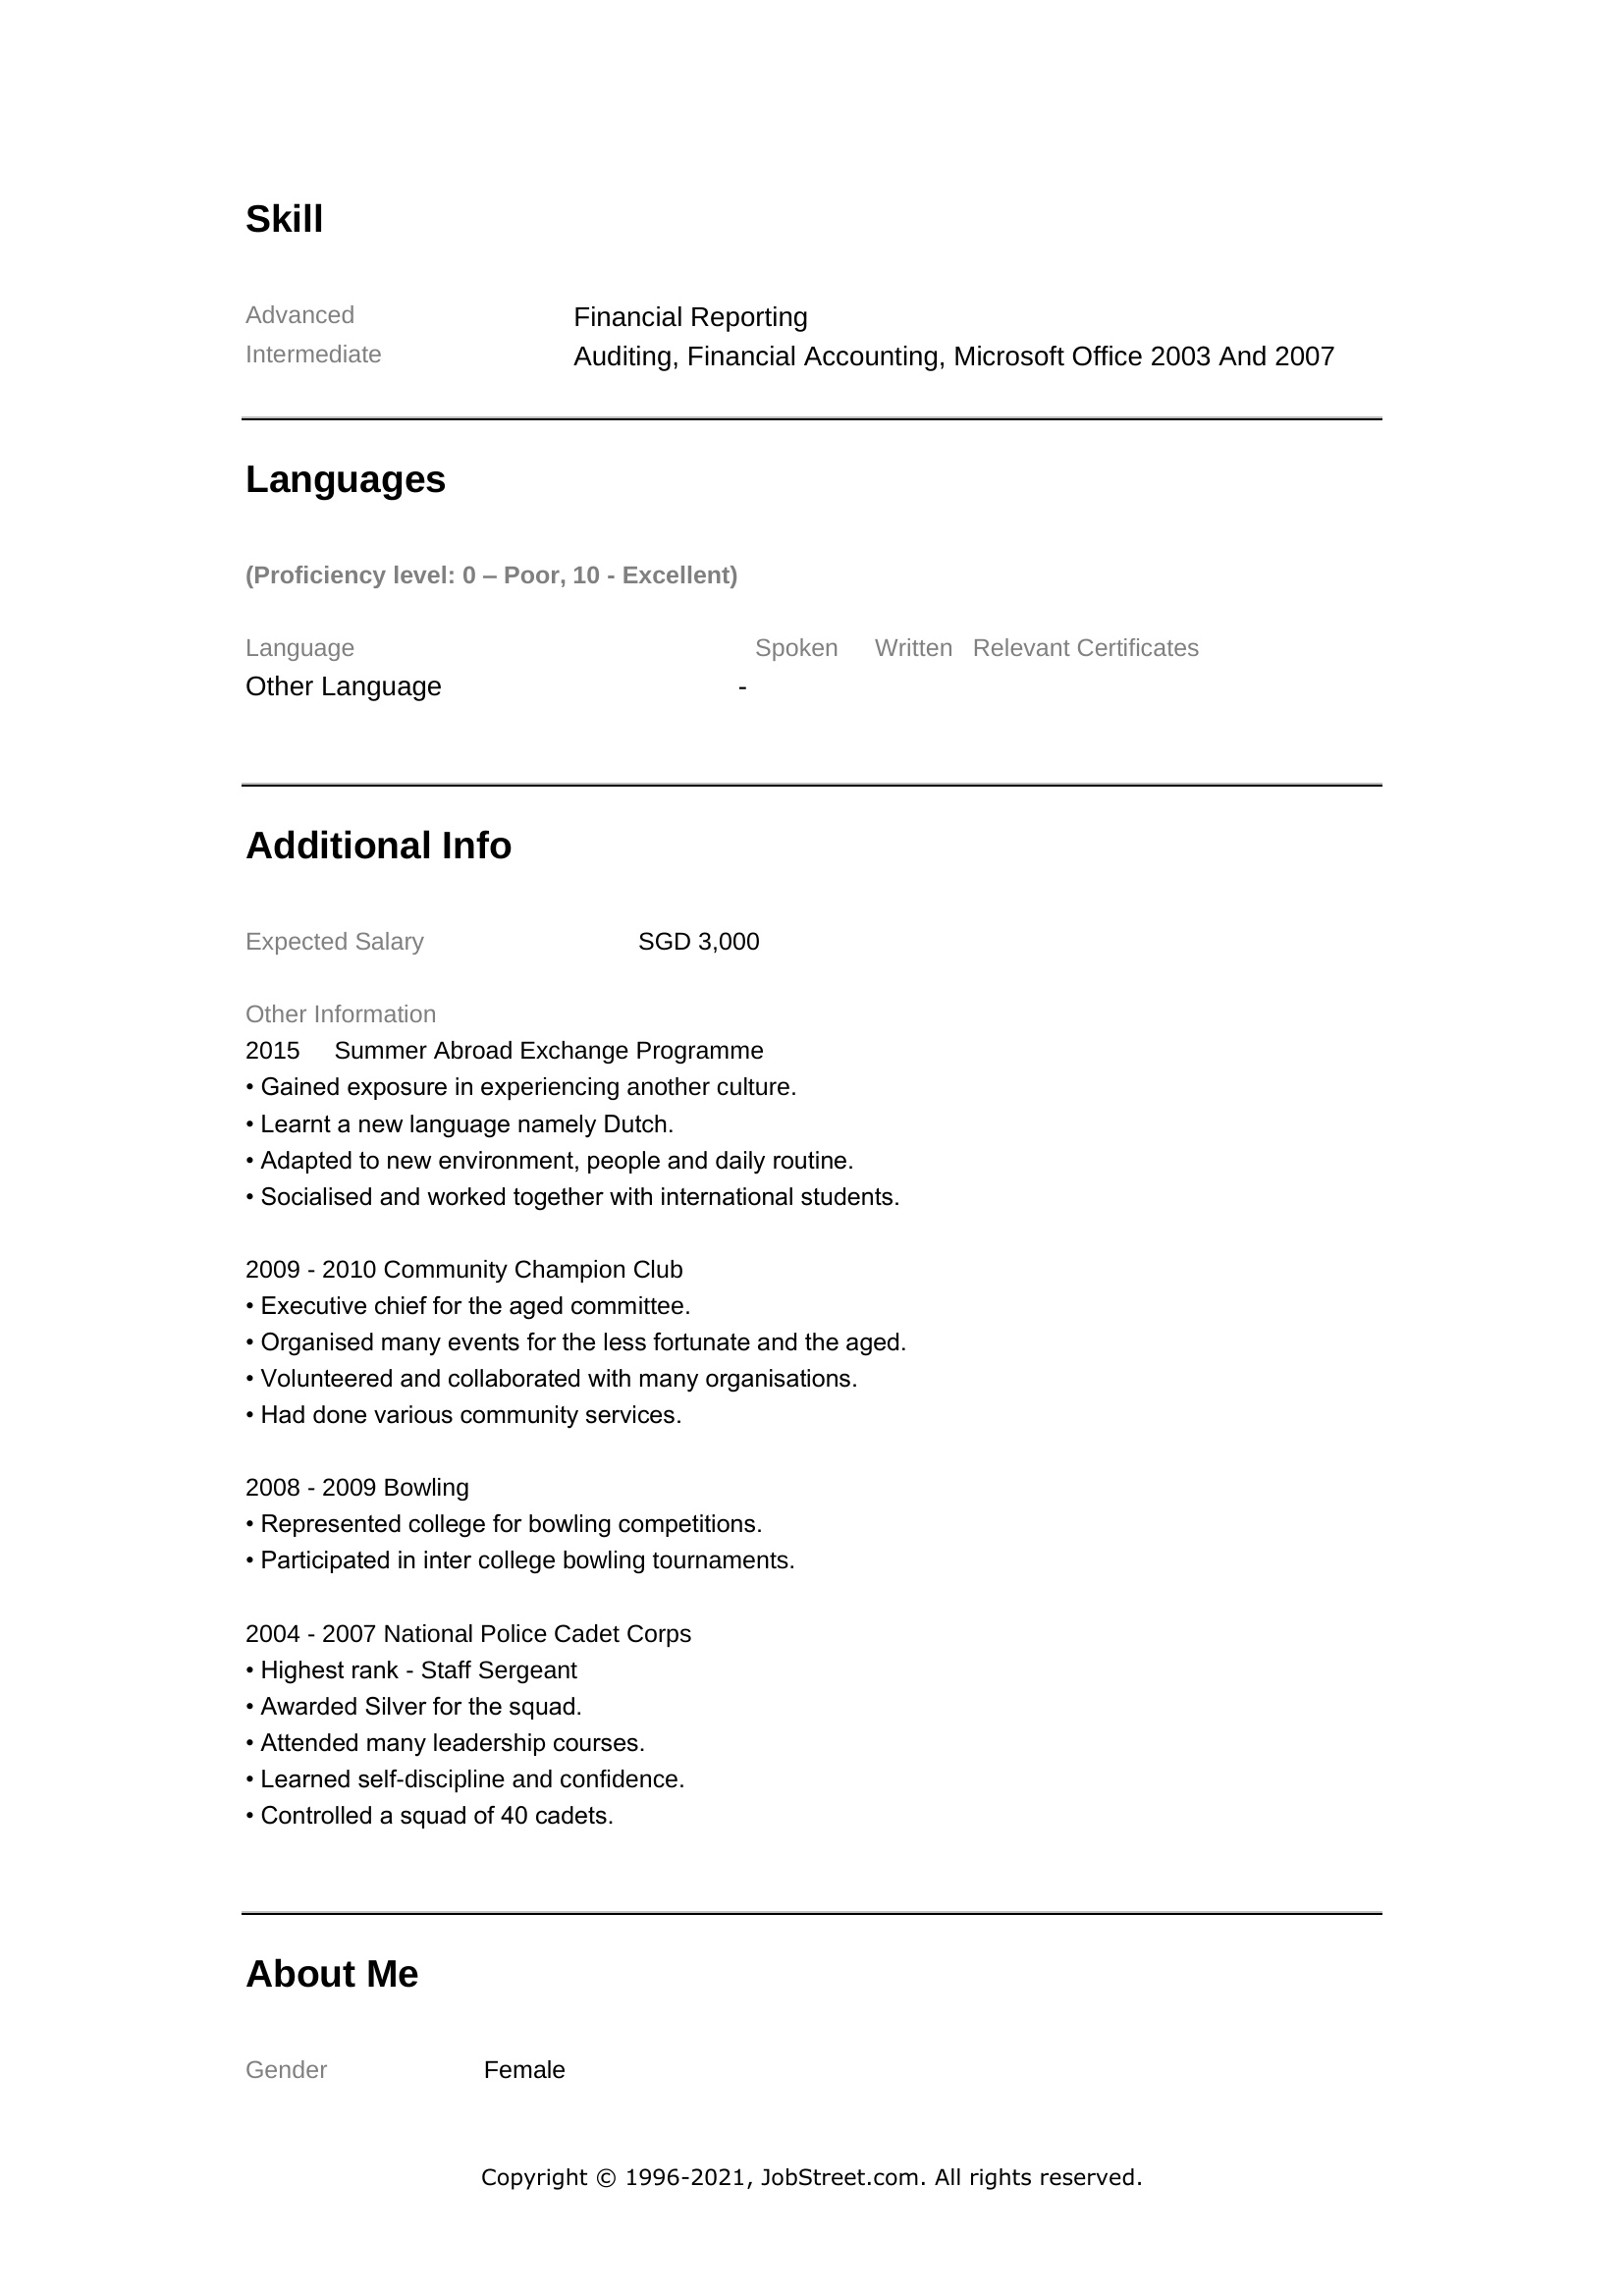 Skill
Advanced Financial Reporting
Intermediate Auditing, Financial Accounting, Microsoft Office 2003 And 2007
Languages
(Proficiency level: 0 – Poor, 10 - Excellent)
Language Spoken Written Relevant Certificates
Other Language -
Additional Info
Expected Salary SGD 3,000
Other Information
2015 Summer Abroad Exchange Programme
• Gained exposure in experiencing another culture.
• Learnt a new language namely Dutch.
• Adapted to new environment, people and daily routine.
• Socialised and worked together with international students.
2009 - 2010 Community Champion Club
• Executive chief for the aged committee.
• Organised many events for the less fortunate and the aged.
• Volunteered and collaborated with many organisations.
• Had done various community services.
2008 - 2009 Bowling
• Represented college for bowling competitions.
• Participated in inter college bowling tournaments.
2004 - 2007 National Police Cadet Corps
• Highest rank - Staff Sergeant
• Awarded Silver for the squad.
• Attended many leadership courses.
• Learned self-discipline and confidence.
• Controlled a squad of 40 cadets.
About Me
Gender Female
Copyright © 1996-2021, JobStreet.com. All rights reserved.